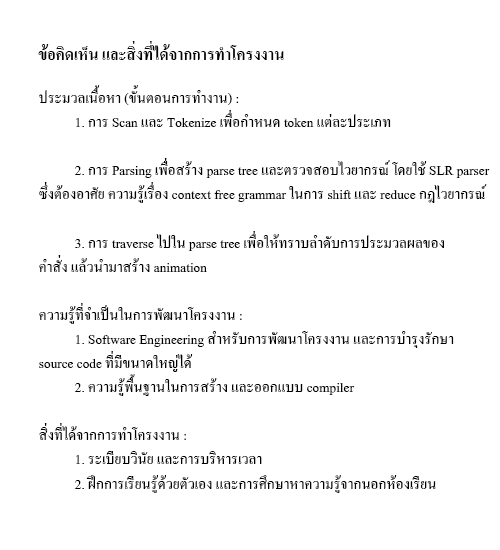 ข้อคิดเห็น และสิ่งที่ได้จากการทำโครงงาน
ประมวลเนื้อหา (ขั้นตอนการทำงาน) :
1. การ Scan และ Tokenize เพื่อกำหนด token แต่ละประเภท
2. การ Parsing เพื่อสร้าง parse tree และตรวจสอบไวยากรณ์ โดยใช้ SLR parser
ซึ่งต้องอาศัย ความรู้เรื่อง context free grammar ในการ shift และ reduce กฎไวยากรณ์
3. การ traverse ไปใน parse tree เพื่อให้ทราบลำดับการประมวลผลของ
คำสั่ง แล้วนำมาสร้าง animation
ความรู้ที่จำเป็นในการพัฒนาโครงงาน :
1. Software Engineering สำหรับการพัฒนาโครงงาน และการบำรุงรักษา
source code ที่มีขนาดใหญ่ได้
2. ความรู้พื้นฐานในการสร้าง และออกแบบ compiler
สิ่งที่ได้จากการทำโครงงาน :
1. ระเบียบวินัย และการบริหารเวลา
2. ฝึกการเรียนรู้ด้วยตัวเอง และการศึกษาหาความรู้จากนอกห้องเรียน